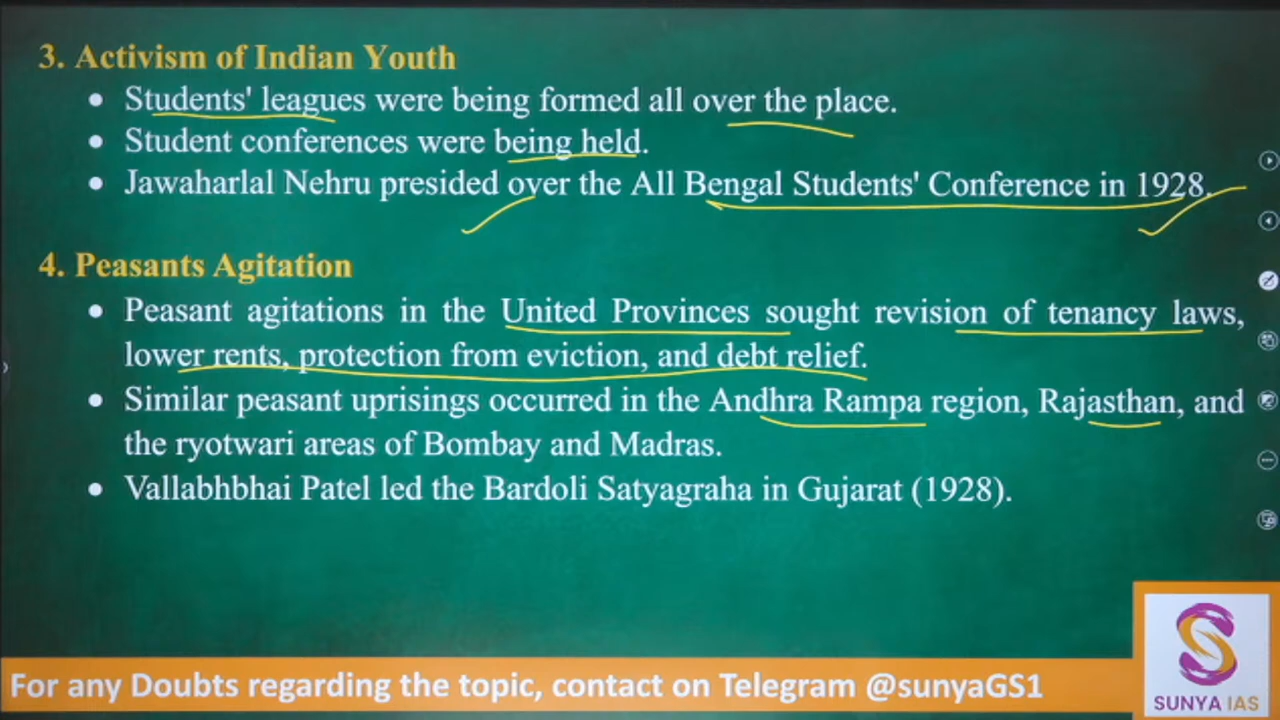 3. Activism of Indian Youth
• Students' leagues were being formed all over the place.
• Student conferences were being held.
• Jawaharlal Nehru presided over the All Bengal Students' Conference in 1928.
4. Peasants Agitation
• Peasant agitations in the United Provinces sought revision of tenancy laws,
lower rents, protection from eviction, and debt relief.
• Similar peasant uprisings occurred in the Andhra Rampa region, Rajasthan, and
the ryotwari areas of Bombay and Madras.
• Vallabhbhai Patel led the Bardoli Satyagraha in Gujarat (1928).
For any Doubts regarding the topic, contact on Telegram @sunyaGS1
SUNYA IAS